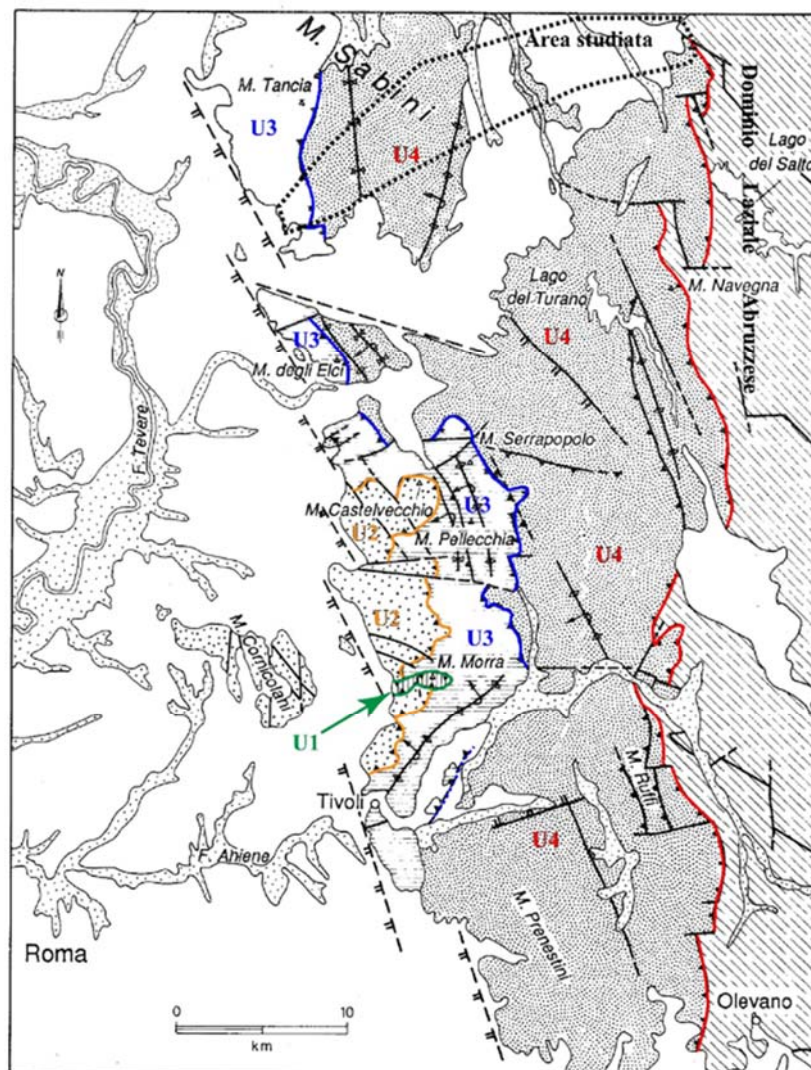 M. Sabini
Area studiata
M. Tancia
U3
U4
Dominio Laziale Abruzzese
Lago
del Salto
N
Lago
del Turano
M. Navegna
U4
U3
M. degli Elci
F. Tevere
M. Serrapopolo
M. Castelvecchio
U3
U2
M. Pellecchia
U4
U2
U3
M. Cornicolani
M. Morra
U1
Tivoli
M. Ruffi
F. Aniene
U4
M. Prenestini
Roma
0 10
km
Olevano